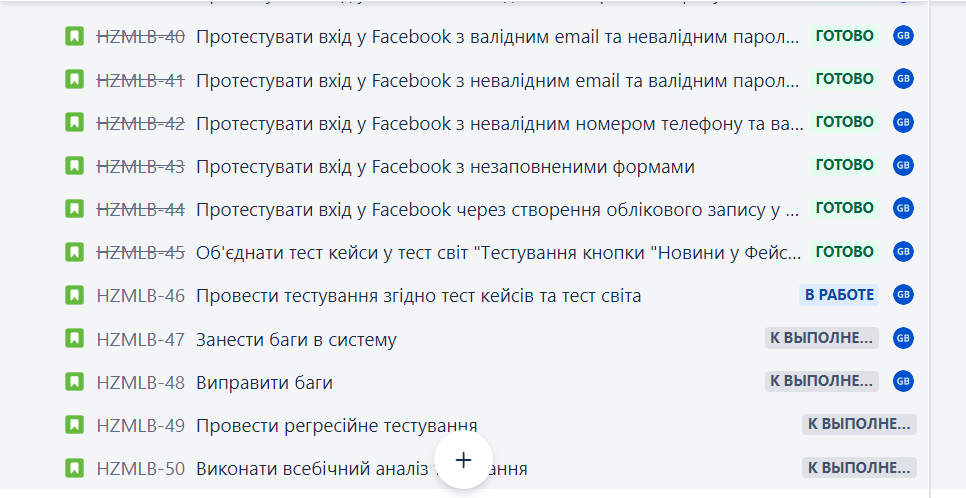 HZMLB-40 Протестувати вхід у Facebook з валідним email та невалідним парол... ГОТОВО GB
HZMLB-41 Протестувати вхід у Facebook з невалідним email та валідним парол... ГОТОВО GB
HZMLB-42 Протестувати вхід у Facebook з невалідним номером телефону та ва... ГОТОВО GB
HZMLB-43 Протестувати вхід у Facebook з незаповненими формами ГОТОВО GB
HZMLB-44 Протестувати вхід у Facebook через створення облікового запису у ... ГОТОВО GB
HZMLB-45 Об'єднати тест кейси у тест світ "Тестування кнопки "Новини у Фейс... ГОТОВО GB
HZMLB-46 Провести тестування згідно тест кейсів та тест світа В РАБОТЕ GB
HZMLB-47 Занести баги в систему К ВЫПОЛНЕ... GB
HZMLB-48 Виправити баги К ВЫПОЛНЕ... GB
HZMLB-49 Провести регресійне тестування К ВЫПОЛНЕ...
HZMLB-50 Виконати всебічний аналіз К ВЫПОЛНЕ...